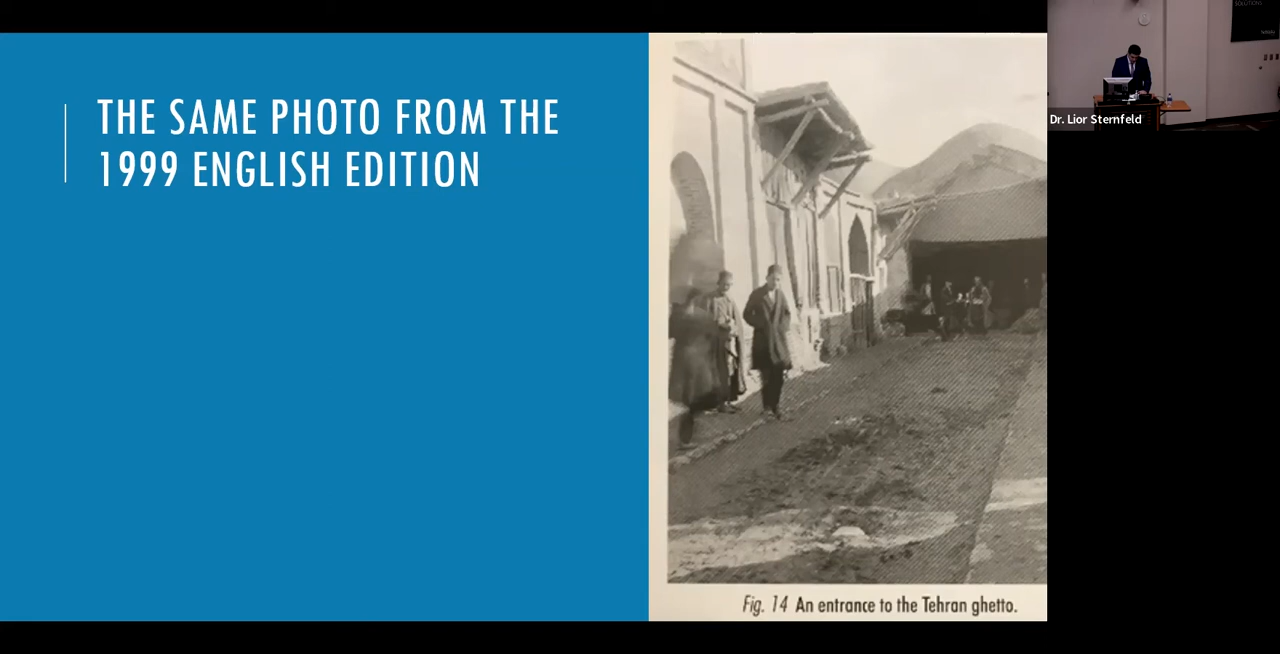 THE SAME PHOTO FROM THE
1999 ENGLISH EDITION
Fig. 14 An entrance to the Tehran ghetto.
SOLUTIONS
Dr. Lior Sternfeld